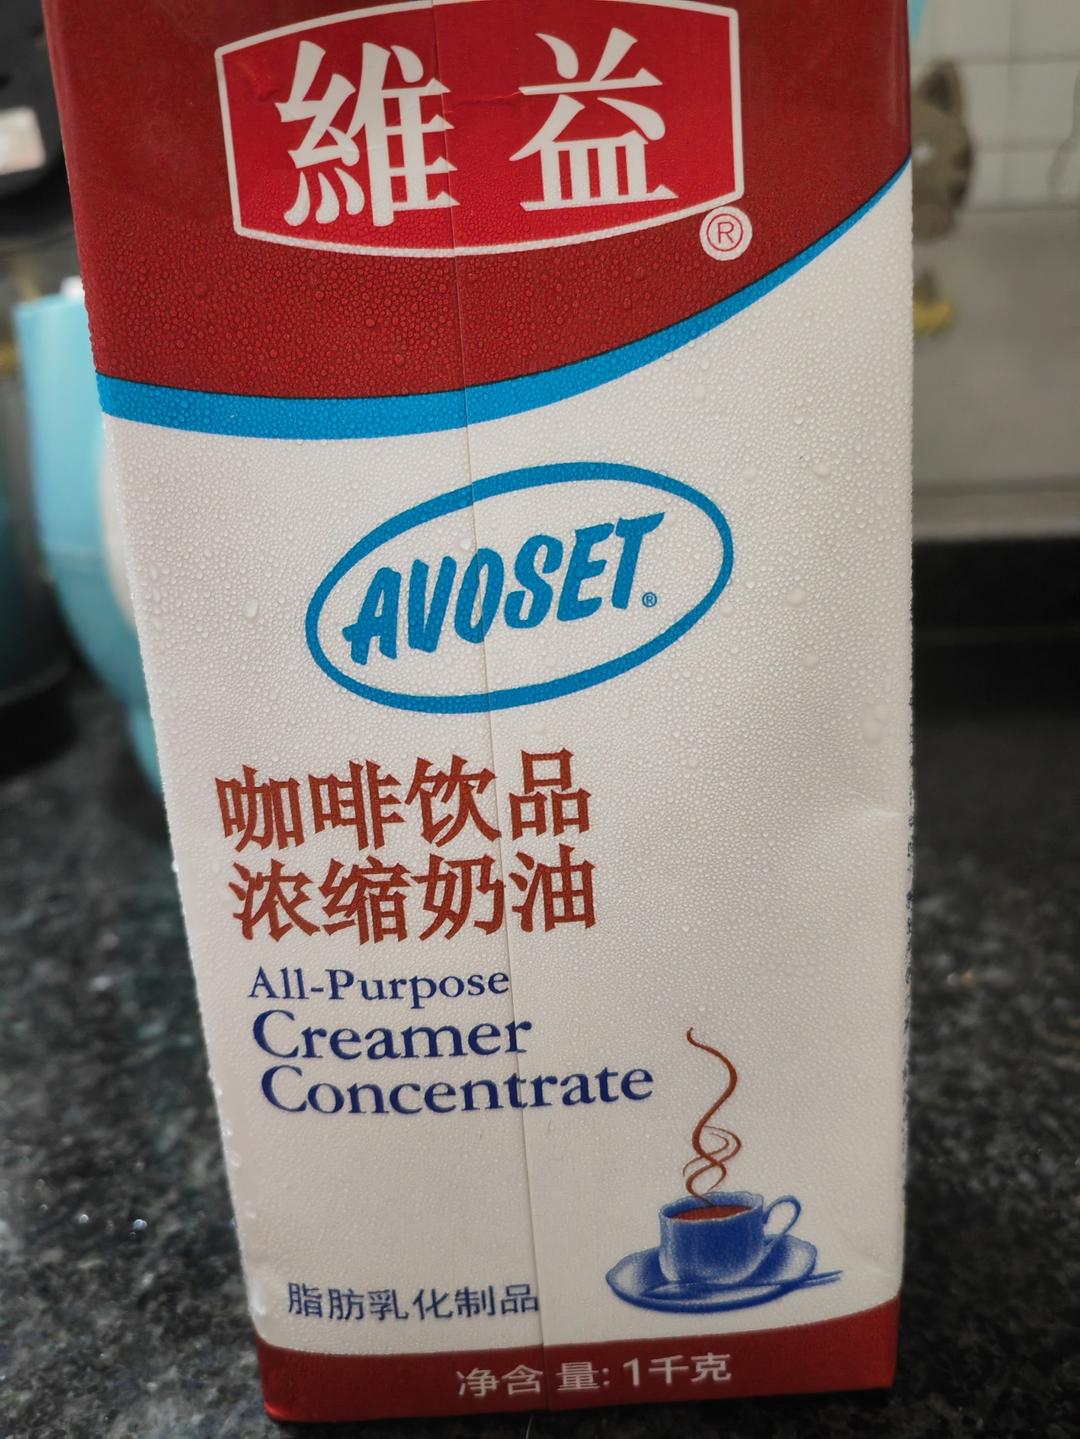 維益
®
AVOSET®
咖啡饮品
浓缩奶油
All-Purpose
Creamer
Concentrate
脂肪乳化制品
净含量:1千克